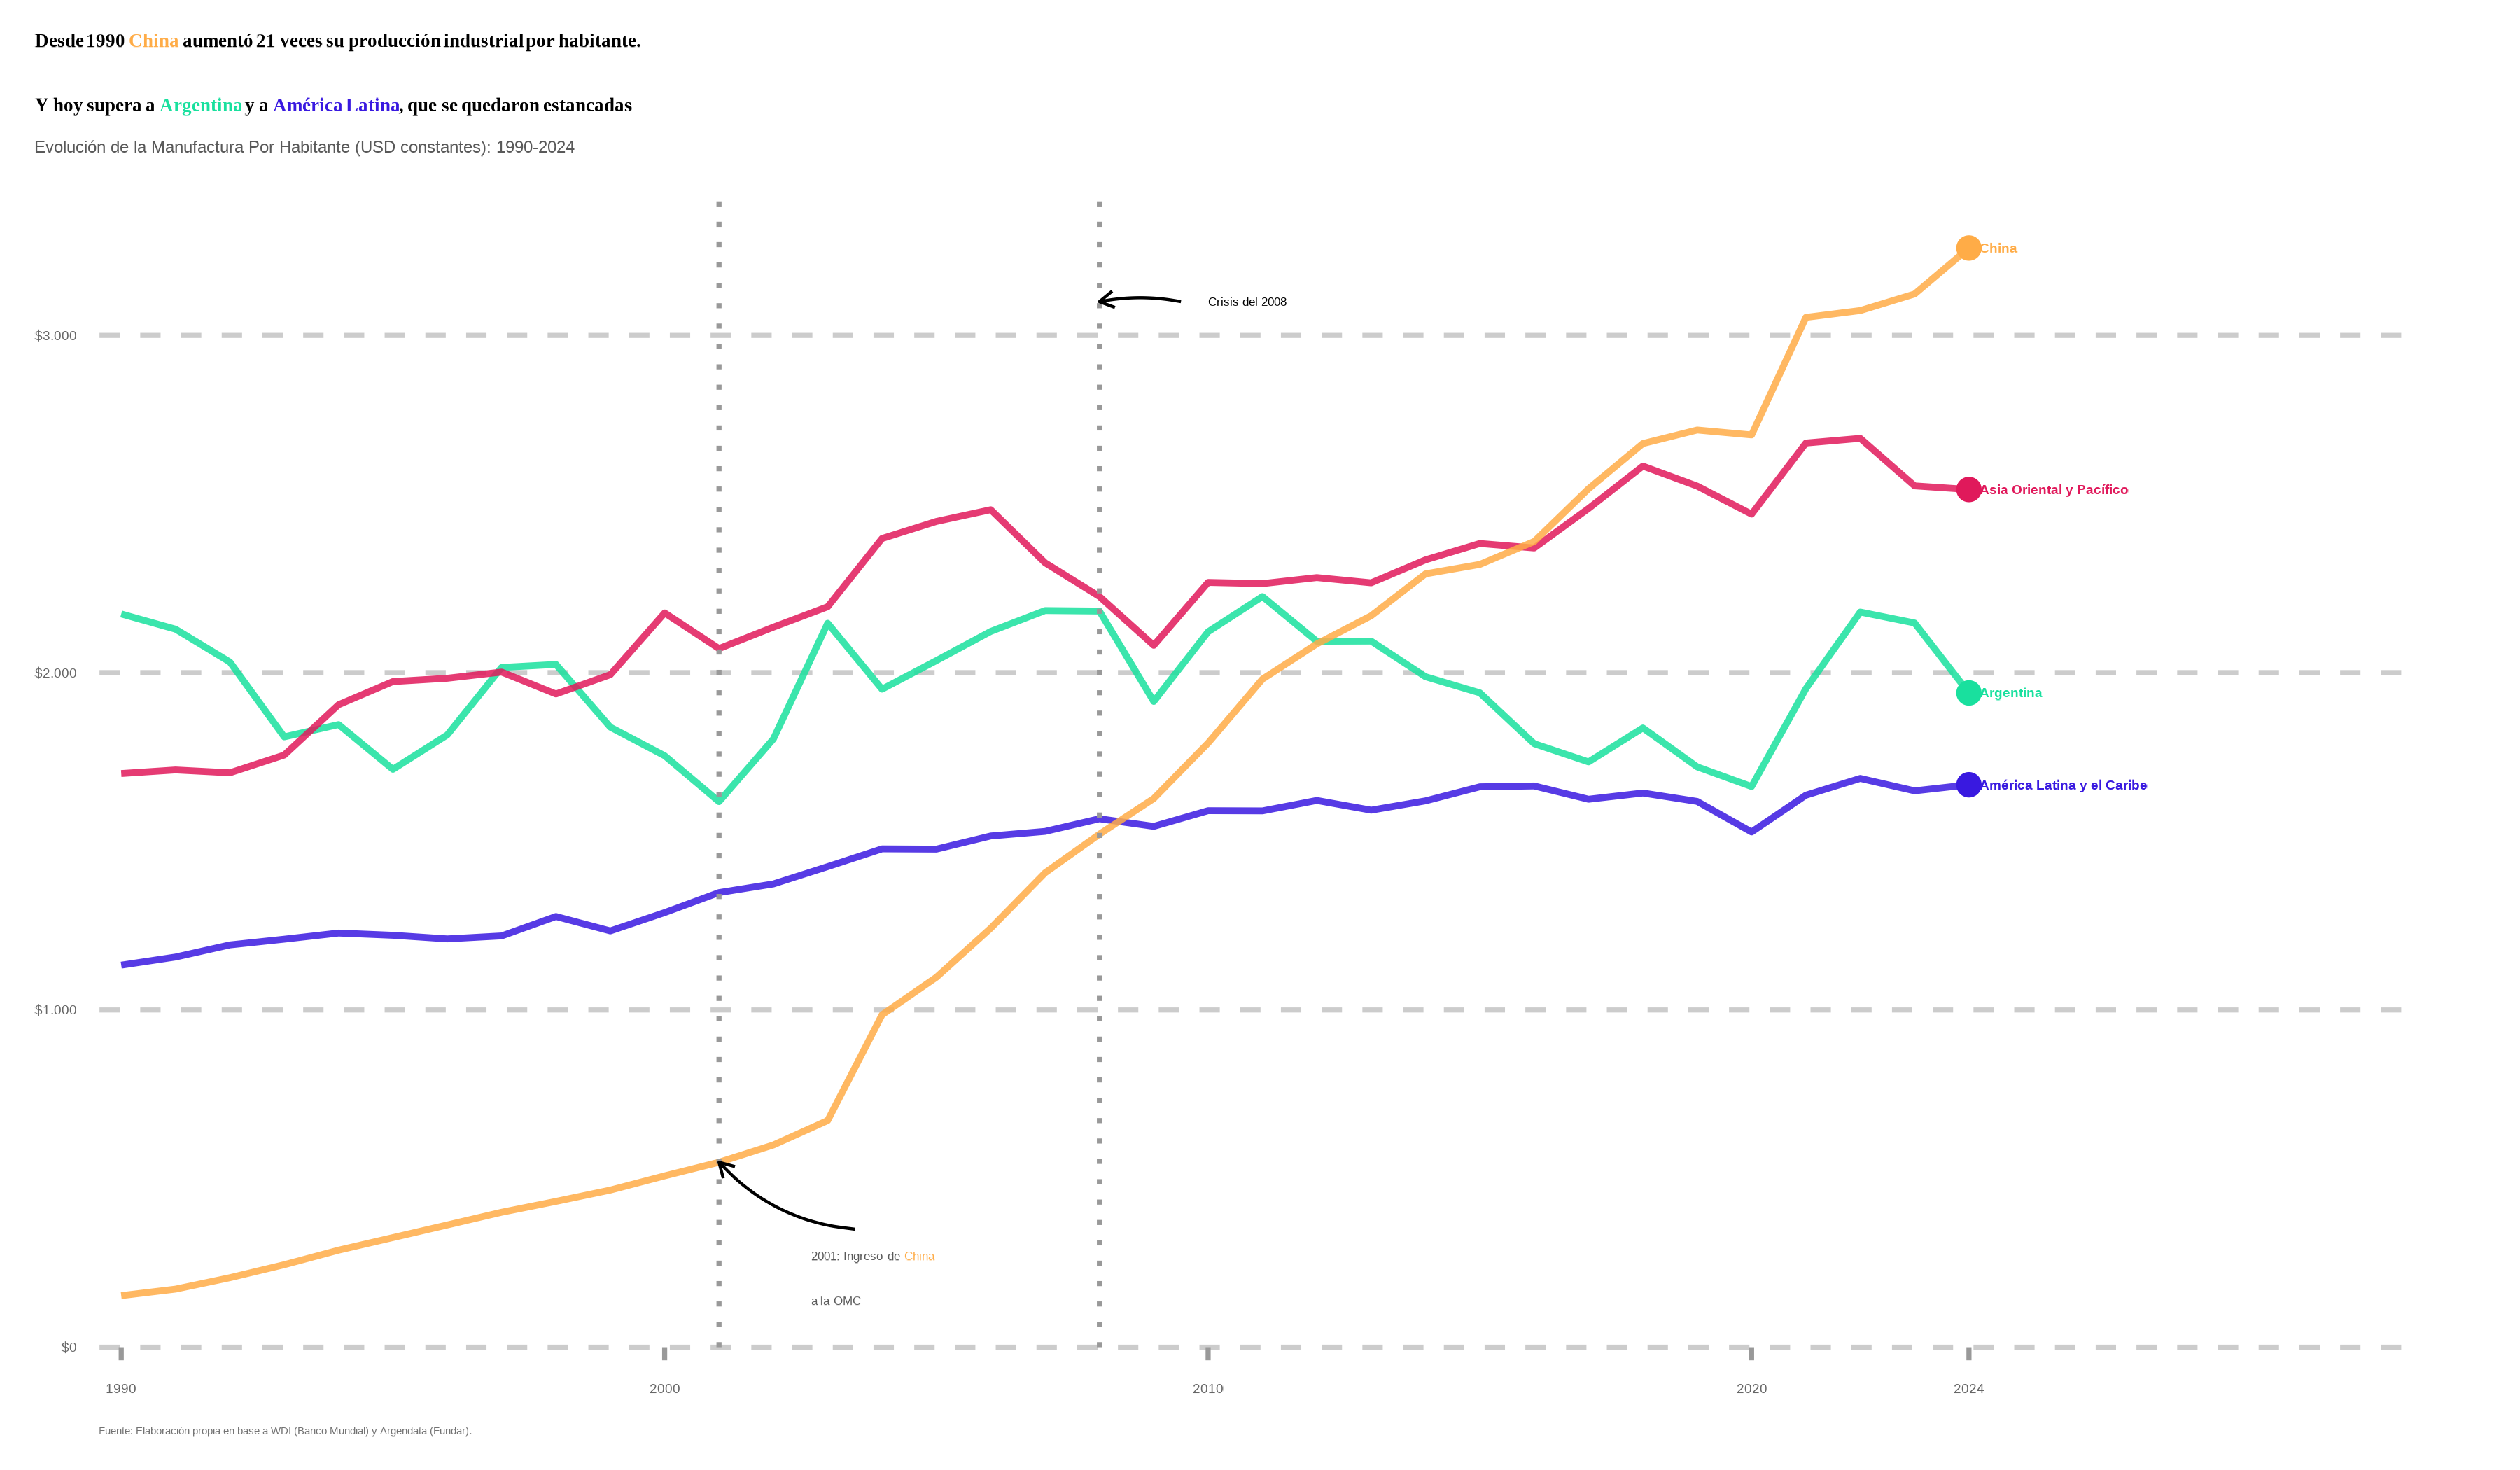 Desde 1990 China aumentó 21 veces su producción industrial por habitante.
Y hoy supera a Argentina y a América Latina, que se quedaron estancadas
Evolución de la Manufactura Por Habitante (USD constantes): 1990-2024
China
Crisis del 2008
$3.000
Asia Oriental y Pacífico
$2.000
Argentina
América Latina y el Caribe
$1.000
2001: Ingreso de China
a la OMC
$0
1990 2000 2010 2020 2024
Fuente: Elaboración propia en base a WDI (Banco Mundial) y Argendata (Fundar).